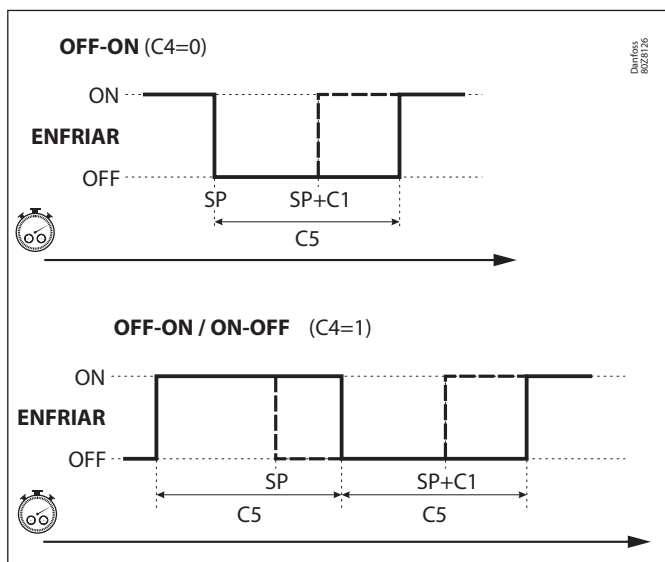 OFF-ON (C4=0)
Danfoss
80Z8126
ON
ENFRIAR
OFF
SP SP+C1
C5
OFF-ON / ON-OFF (C4=1)
ON
ENFRIAR
OFF
SP SP+C1
C5 C5